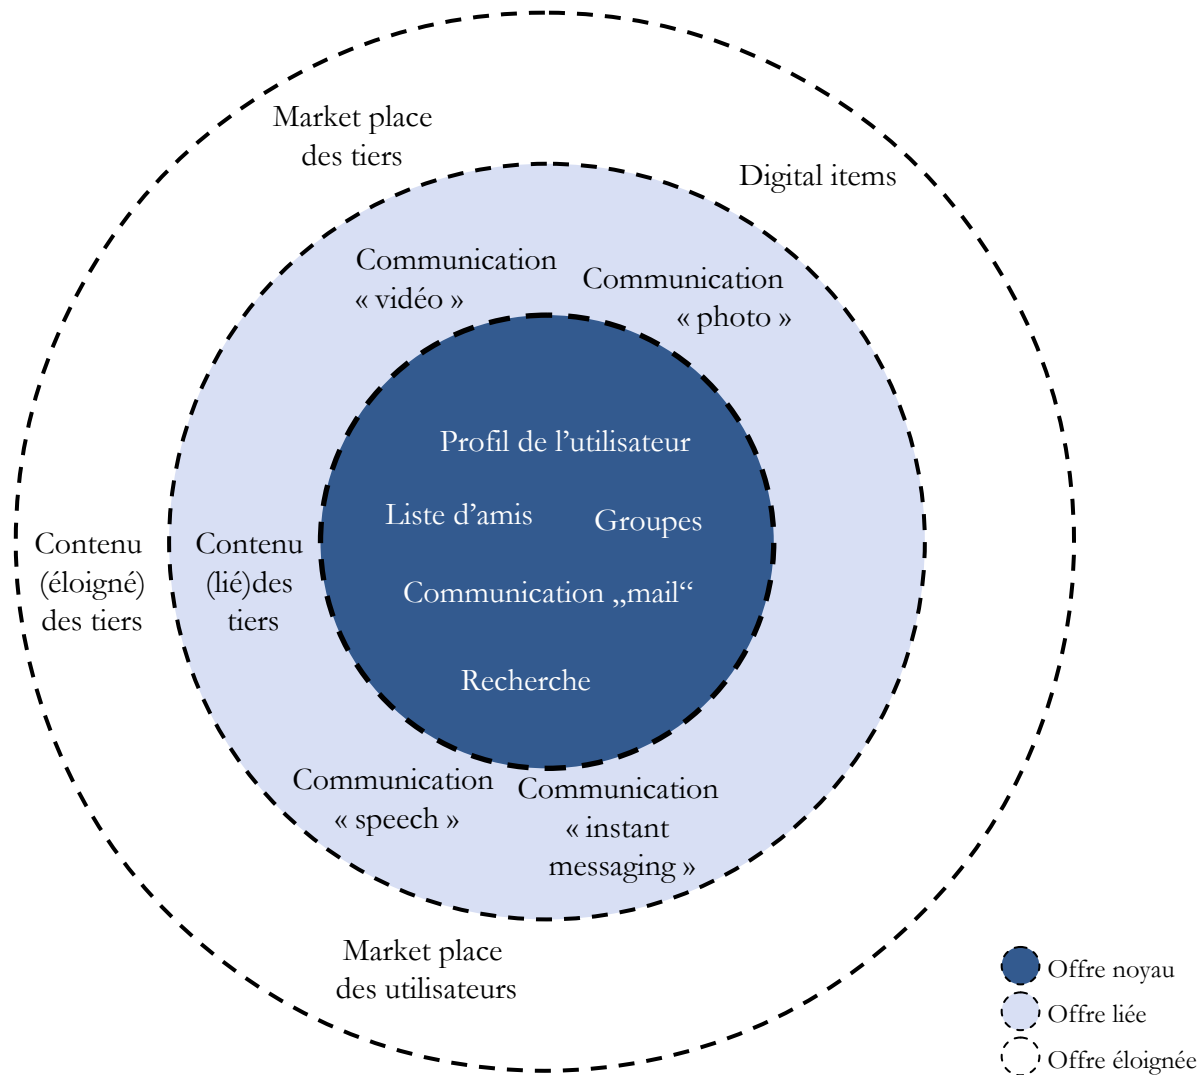 Market place
des tiers
Digital items
Communication
« vidéo »
Communication
« photo »
Profil de l’utilisateur
Liste d’amis
Groupes
Contenu
(éloigné)
des tiers
Contenu
(lié)des
tiers
Communication „mail“
Recherche
Communication
« speech »
Communication
« instant
messaging »
Market place
des utilisateurs
Offre noyau
Offre liée
Offre éloignée